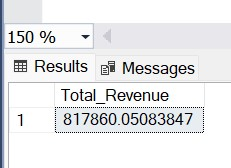 150 %
Results Messages
Total_Revenue
1 817860.05083847